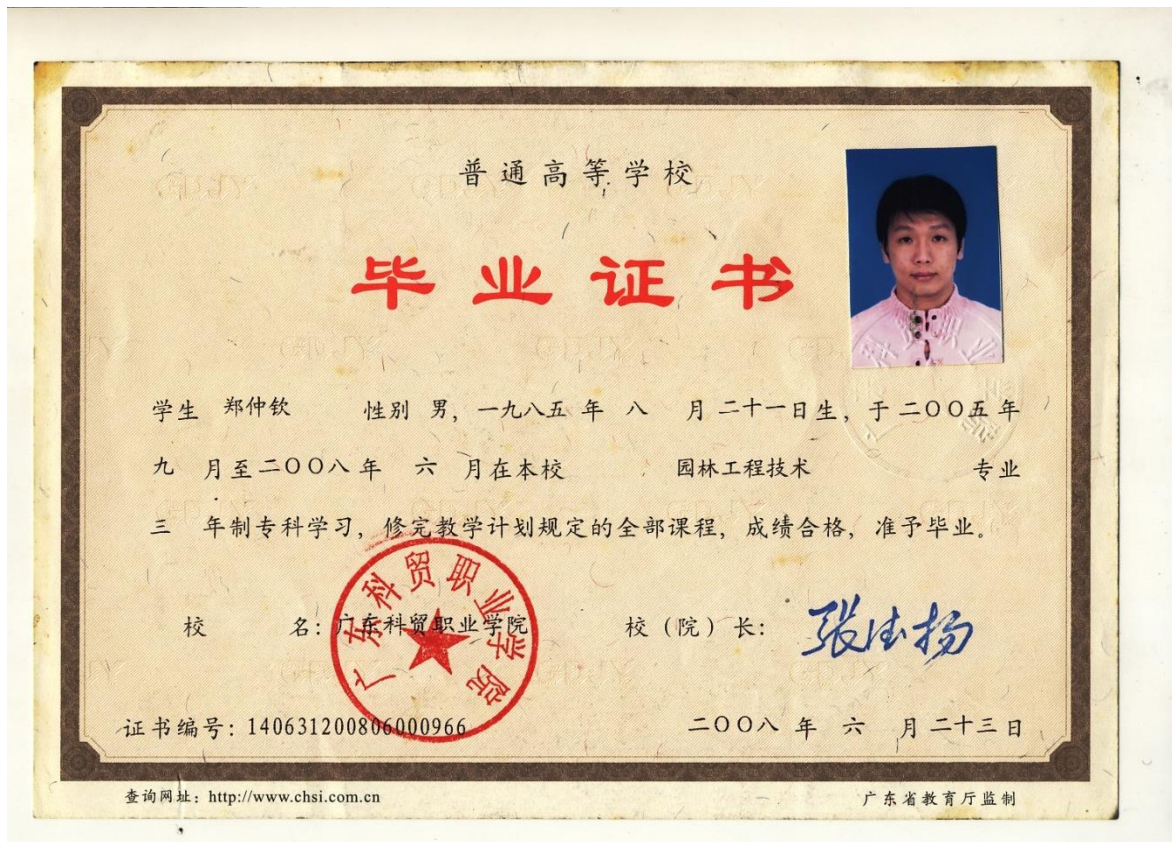 普通高等学校
毕业证书
学生 郑仲钦 性别 男，一九八五 年 八 月 二十一日生，于 二〇〇五 年
九 月至 二〇〇八 年 六 月在本校 园林工程技术 专业
三 年制专科学习，修完教学计划规定的全部课程，成绩合格，准予毕业。
校 名：广东科贸职业学院 校（院）长：
广东科贸职业学院
证书编号：140631200806000966 二〇〇八 年 六 月 二十三 日
查询网址：http://www.chsi.com.cn 广东省教育厅监制